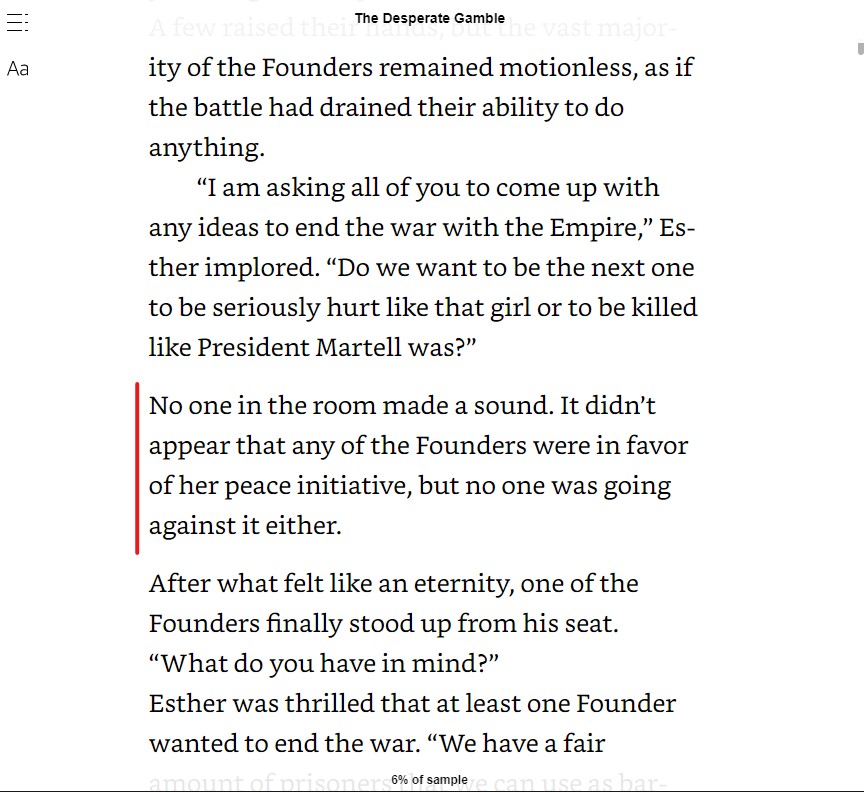 The Desperate Gamble
A few raised their hands, but the vast major-
Aa
ity of the Founders remained motionless, as if
the battle had drained their ability to do
anything.
“I am asking all of you to come up with
any ideas to end the war with the Empire,” Es-
ther implored. “Do we want to be the next one
to be seriously hurt like that girl or to be killed
like President Martell was?”
No one in the room made a sound. It didn’t
appear that any of the Founders were in favor
of her peace initiative, but no one was going
against it either.
After what felt like an eternity, one of the
Founders finally stood up from his seat.
“What do you have in mind?”
Esther was thrilled that at least one Founder
wanted to end the war. “We have a fair
amount of prisoners that we can use as bar-
6% of sample